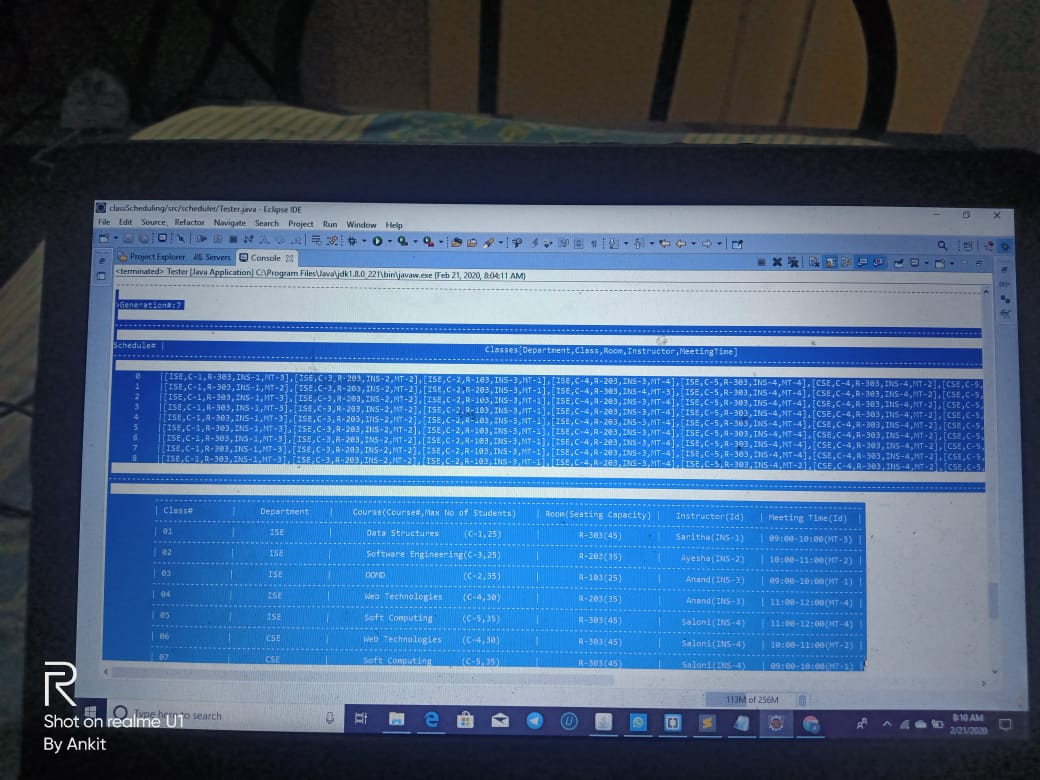 classScheduling/src/scheduler/Tester.java - Eclipse IDE
File Edit Source Refactor Navigate Search Project Run Window Help
Project Explorer Servers Console
<terminated> Tester [Java Application] C:\Program Files\Java\jdk1.8.0_221\bin\javaw.exe (Feb 21, 2020, 8:04:11 AM)
>Generation#:7
Schedule# | Classes[Department,Class,Room,Instructor,MeetingTime]
0 |[ISE,C-1,R-303,INS-1,MT-3],[ISE,C-3,R-203,INS-2,MT-2],[ISE,C-2,R-103,INS-3,MT-1],[ISE,C-4,R-203,INS-3,MT-4],[ISE,C-5,R-303,INS-4,MT-4],[CSE,C-4,R-303,INS-4,MT-2],[CSE,C-5,
1 |[ISE,C-1,R-303,INS-1,MT-2],[ISE,C-3,R-203,INS-2,MT-2],[ISE,C-2,R-203,INS-3,MT-1],[ISE,C-4,R-303,INS-3,MT-4],[ISE,C-5,R-303,INS-4,MT-4],[CSE,C-4,R-303,INS-4,MT-2],[CSE,C-5,
2 |[ISE,C-1,R-303,INS-1,MT-3],[ISE,C-3,R-203,INS-2,MT-2],[ISE,C-2,R-103,INS-3,MT-1],[ISE,C-4,R-203,INS-3,MT-4],[ISE,C-5,R-303,INS-4,MT-4],[CSE,C-4,R-303,INS-4,MT-2],[CSE,C-5,
3 |[ISE,C-1,R-303,INS-1,MT-3],[ISE,C-3,R-203,INS-2,MT-2],[ISE,C-2,R-103,INS-3,MT-1],[ISE,C-4,R-203,INS-3,MT-4],[ISE,C-5,R-303,INS-4,MT-4],[CSE,C-4,R-303,INS-4,MT-2],[CSE,C-5,
4 |[ISE,C-1,R-303,INS-1,MT-3],[ISE,C-3,R-203,INS-2,MT-2],[ISE,C-2,R-103,INS-3,MT-1],[ISE,C-4,R-203,INS-3,MT-4],[ISE,C-5,R-303,INS-4,MT-4],[CSE,C-4,R-303,INS-4,MT-2],[CSE,C-5,
5 |[ISE,C-1,R-303,INS-1,MT-3],[ISE,C-3,R-203,INS-2,MT-2],[ISE,C-2,R-103,INS-3,MT-1],[ISE,C-4,R-203,INS-3,MT-4],[ISE,C-5,R-303,INS-4,MT-4],[CSE,C-4,R-303,INS-4,MT-2],[CSE,C-5,
6 |[ISE,C-1,R-303,INS-1,MT-3],[ISE,C-3,R-203,INS-2,MT-2],[ISE,C-2,R-103,INS-3,MT-1],[ISE,C-4,R-203,INS-3,MT-4],[ISE,C-5,R-303,INS-4,MT-4],[CSE,C-4,R-303,INS-4,MT-2],[CSE,C-5,
7 |[ISE,C-1,R-303,INS-1,MT-3],[ISE,C-3,R-203,INS-2,MT-2],[ISE,C-2,R-103,INS-3,MT-1],[ISE,C-4,R-203,INS-3,MT-4],[ISE,C-5,R-303,INS-4,MT-4],[CSE,C-4,R-303,INS-4,MT-2],[CSE,C-5,
8 |[ISE,C-1,R-303,INS-1,MT-3],[ISE,C-3,R-203,INS-2,MT-2],[ISE,C-2,R-103,INS-3,MT-1],[ISE,C-4,R-203,INS-3,MT-4],[ISE,C-5,R-303,INS-4,MT-2],[CSE,C-4,R-303,INS-4,MT-2],[CSE,C-5,
| Class# | Department | Course(Course#,Max No of Students) | Room(Seating Capacity) | Instructor(Id) | Meeting Time(Id) |
| 01 | ISE | Data Structures (C-1,25) | R-303(45) | Saritha(INS-1) | 09:00-10:00(MT-3) |
| 02 | ISE | Software Engineering(C-3,25) | R-203(35) | Ayesha(INS-2) | 10:00-11:00(MT-2) |
| 03 | ISE | OOMD (C-2,35) | R-103(25) | Anand(INS-3) | 09:00-10:00(MT-1) |
| 04 | ISE | Web Technologies (C-4,30) | R-203(35) | Anand(INS-3) | 11:00-12:00(MT-4) |
| 05 | ISE | Soft Computing (C-5,35) | R-303(45) | Saloni(INS-4) | 11:00-12:00(MT-4) |
| 06 | CSE | Web Technologies (C-4,30) | R-303(45) | Saloni(INS-4) | 10:00-11:00(MT-2) |
| 07 | CSE | Soft Computing (C-5,35) | R-303(45) | Saloni(INS-4) | 09:00-10:00(MT-1) |
113M of 256M
Type here to search
8:10 AM
2/21/2020
R
Shot on realme U1
By Ankit